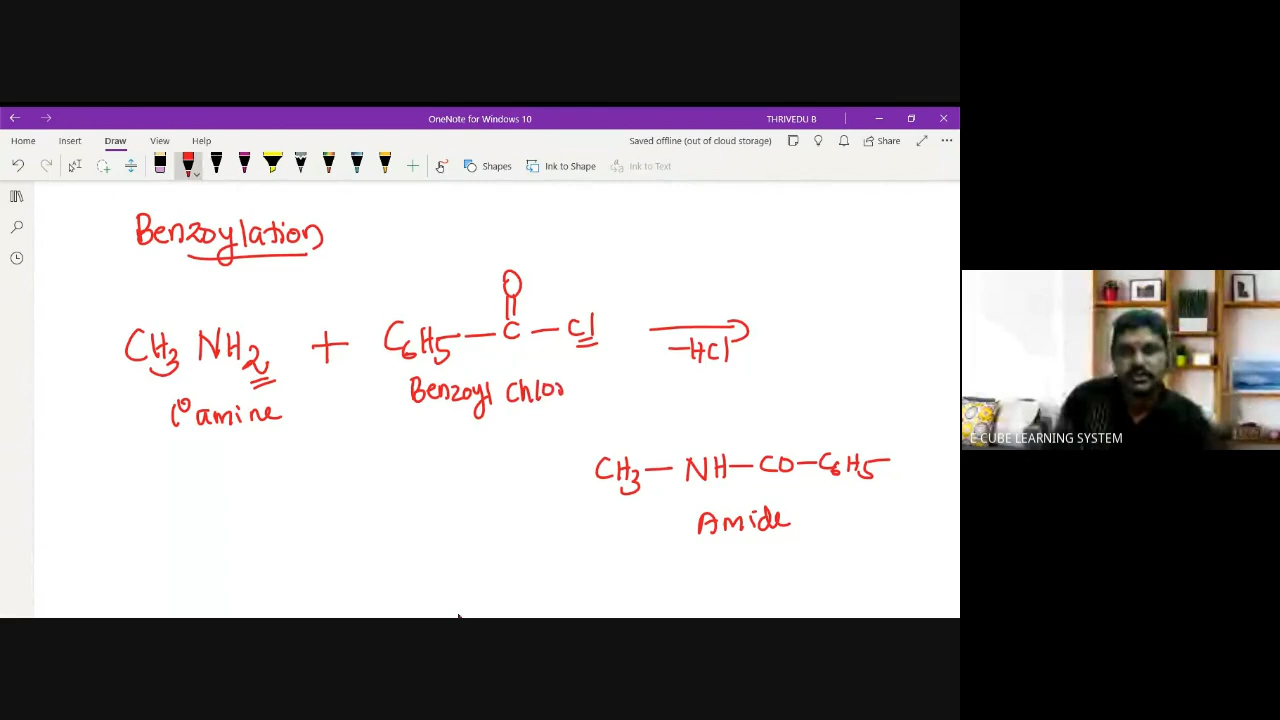 OneNote for Windows 10
THRIVEDU B
Home Insert Draw View Help
Saved offline (out of cloud storage)
Share
Shapes
Ink to Shape
Ink to Text
Benzoylation
O
CH3 NH2 + C6H5 — C — Cl
-HCl
1° amine
Benzoyl Chlor
CH3 — NH — CO — C6H5
Amide
E CUBE LEARNING SYSTEM